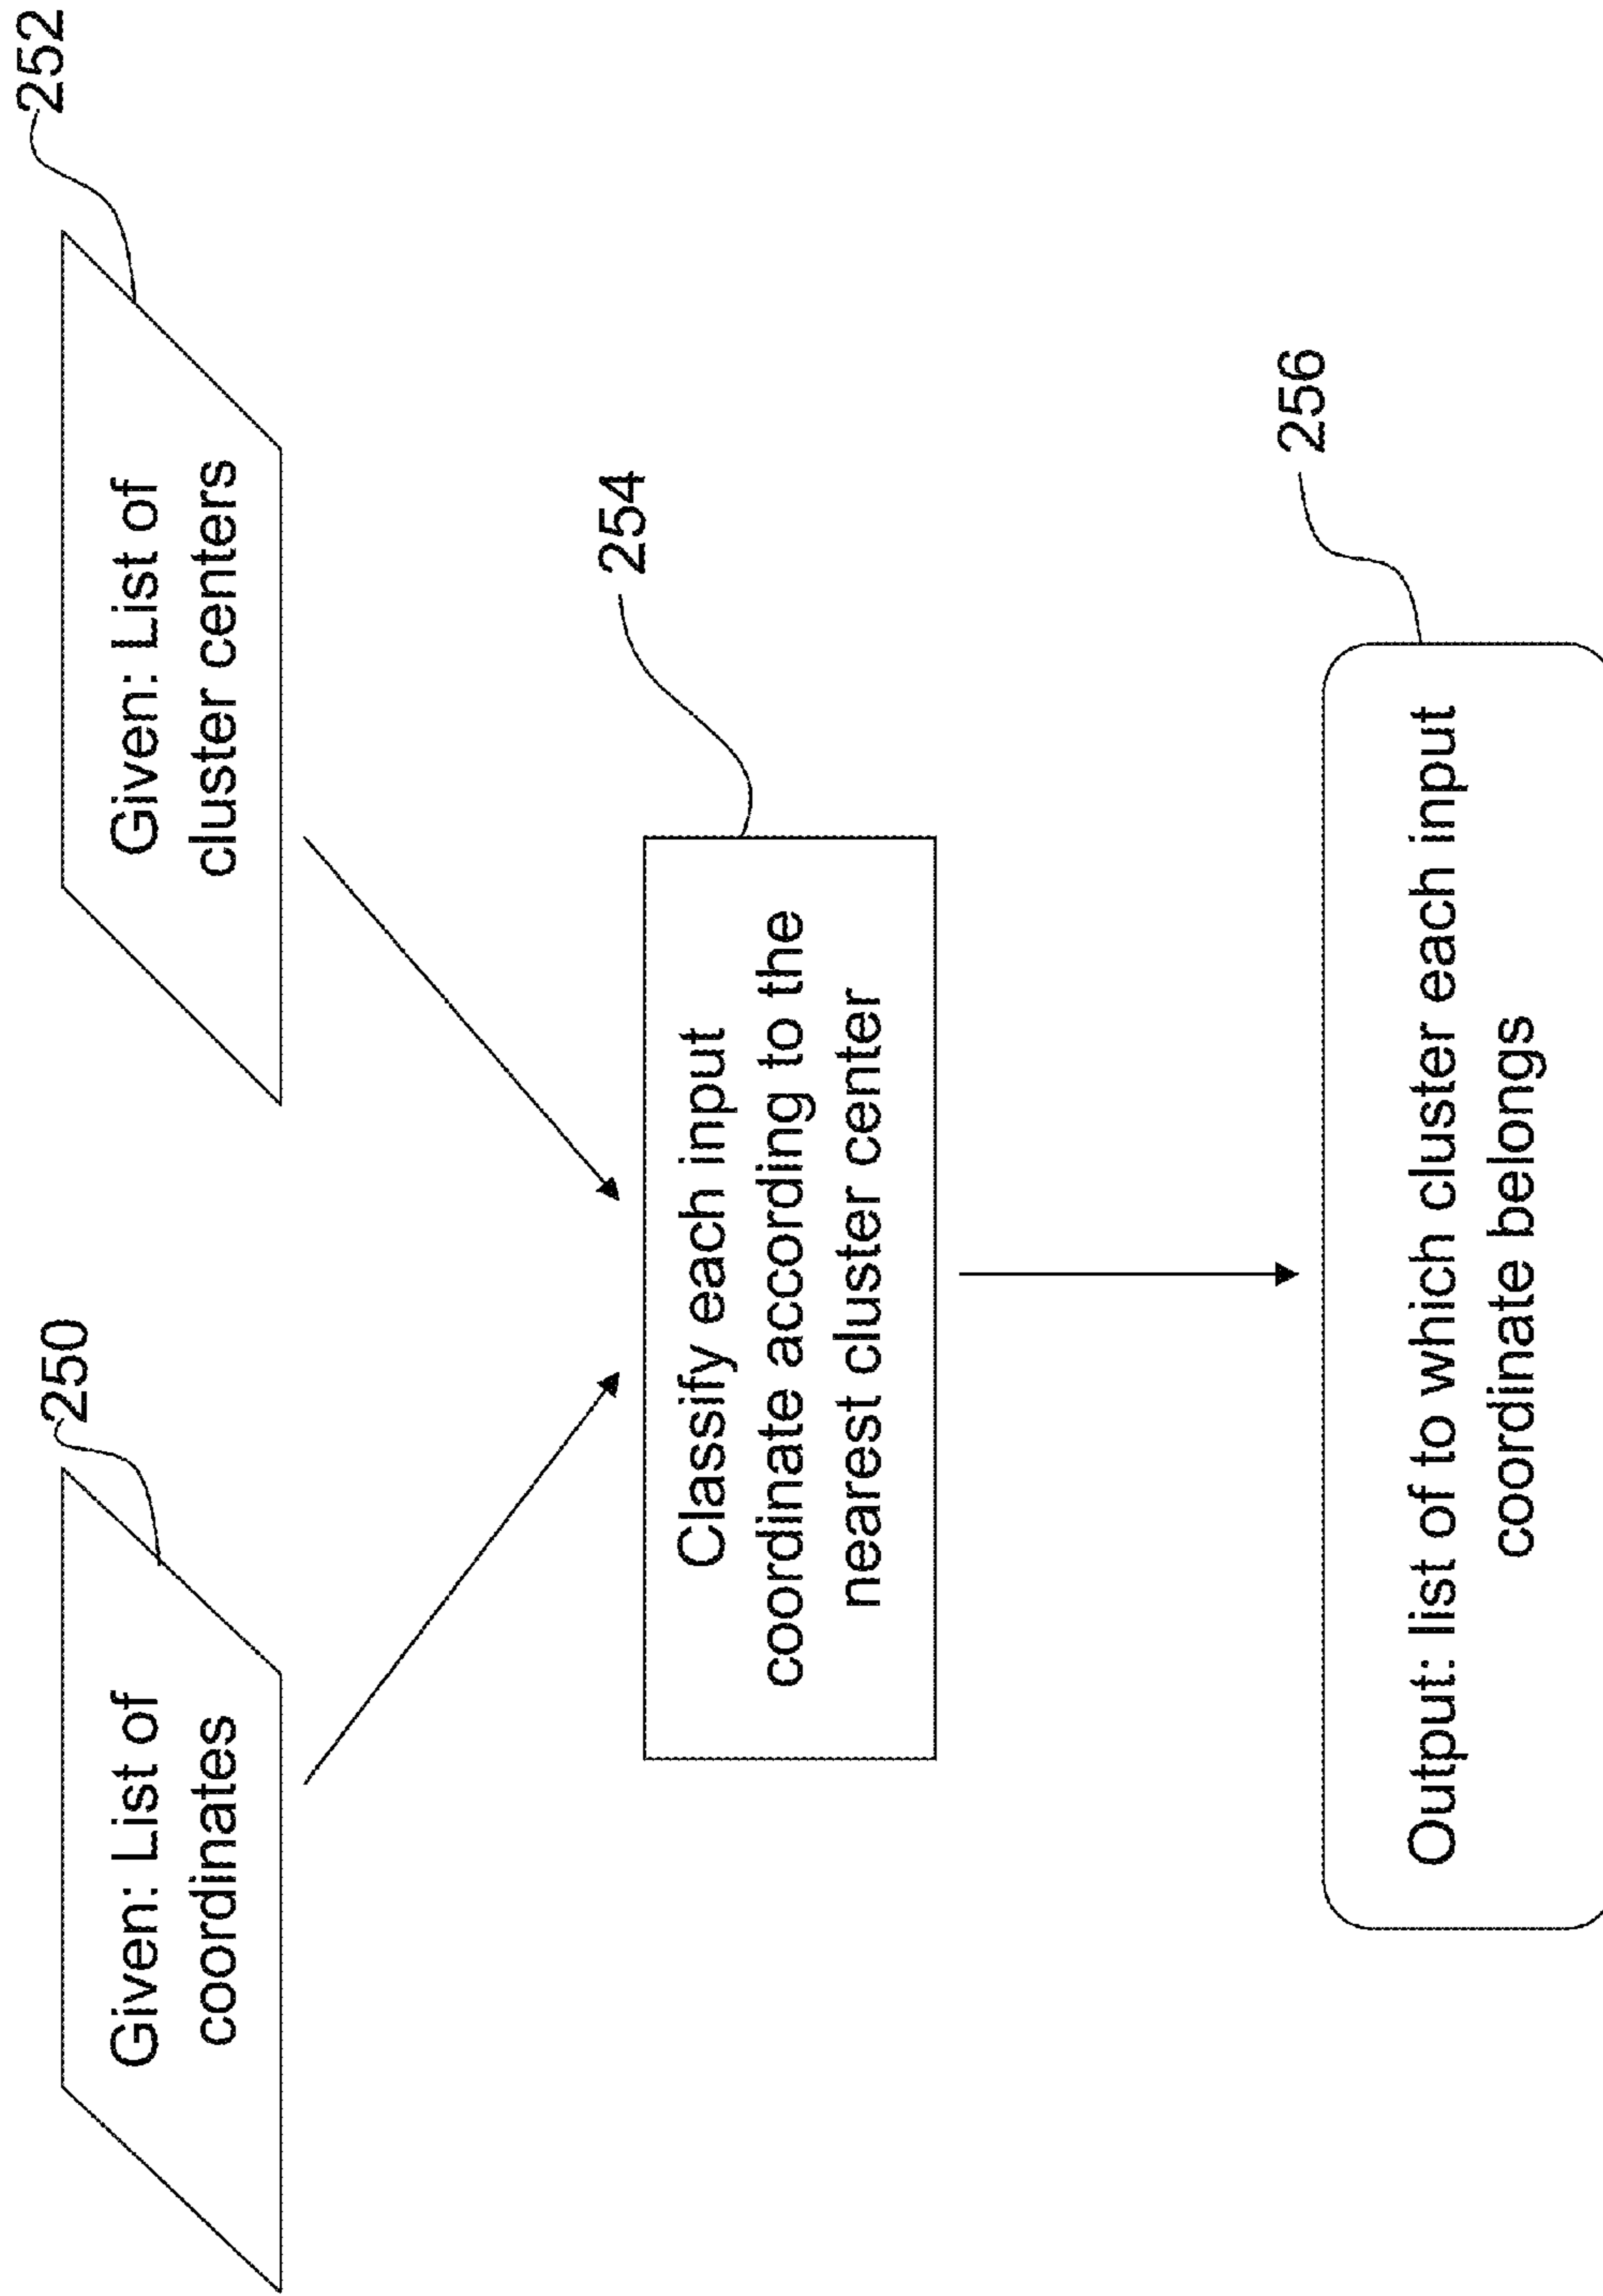 250
Given: List of
coordinates
252
Given: List of
cluster centers
254
Classify each input
coordinate according to the
nearest cluster center
256
Output: list of to which cluster each input
coordinate belongs